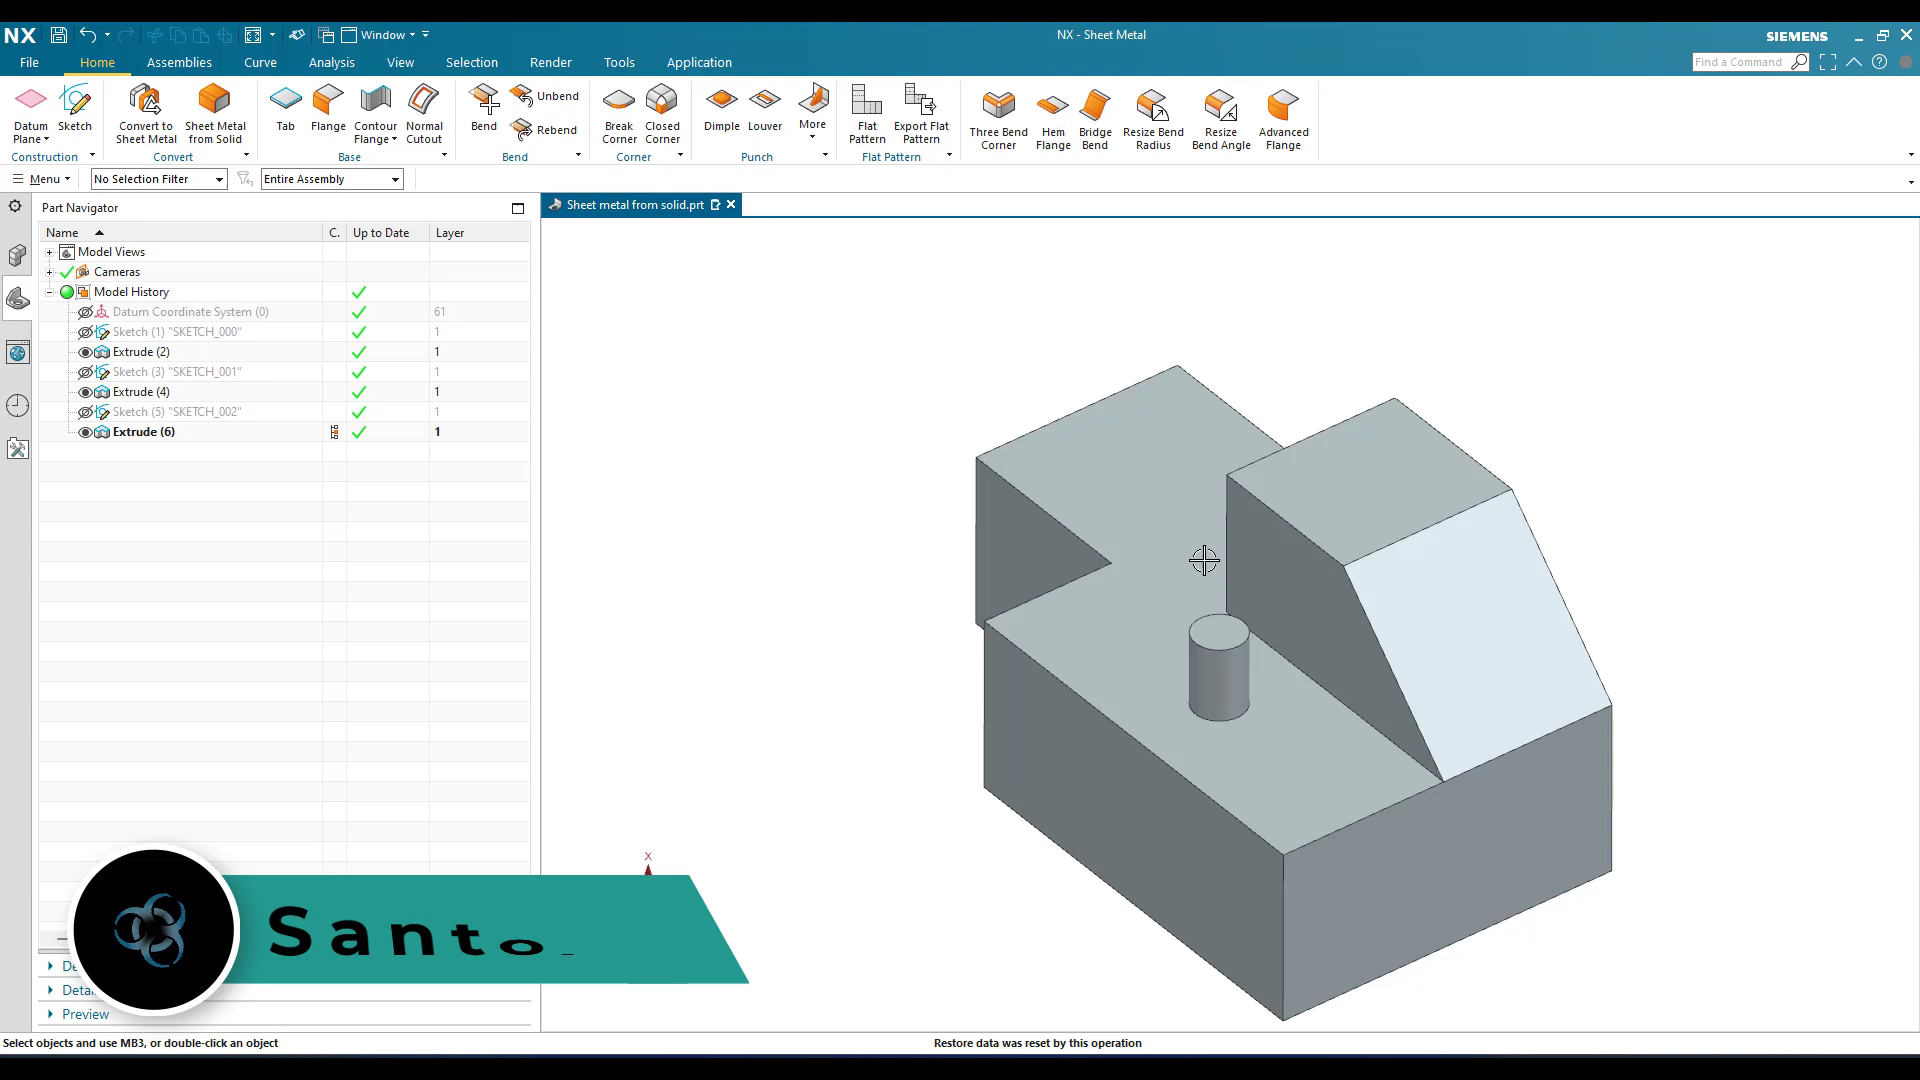 NX
Window
NX - Sheet Metal
SIEMENS
File
Home
Assemblies
Curve
Analysis
View
Selection
Render
Tools
Application
Find a Command
Datum Plane
Sketch
Convert to Sheet Metal
Sheet Metal from Solid
Tab
Flange
Contour Flange
Normal Cutout
Bend
Unbend
Rebend
Break Corner
Closed Corner
Dimple
Louver
More
Flat Pattern
Export Flat Pattern
Three Bend Corner
Hem Flange
Bridge Bend
Resize Bend Radius
Resize Bend Angle
Advanced Flange
Construction
Convert
Base
Bend
Corner
Punch
Flat Pattern
Menu
No Selection Filter
Entire Assembly
Part Navigator
Sheet metal from solid.prt
Name C. Up to Date Layer
Model Views
Cameras
Model History
Datum Coordinate System (0) 61
Sketch (1) "SKETCH_000" 1
Extrude (2) 1
Sketch (3) "SKETCH_001" 1
Extrude (4) 1
Sketch (5) "SKETCH_002" 1
Extrude (6) 1
X
Santo
Preview
Select objects and use MB3, or double-click an object
Restore data was reset by this operation